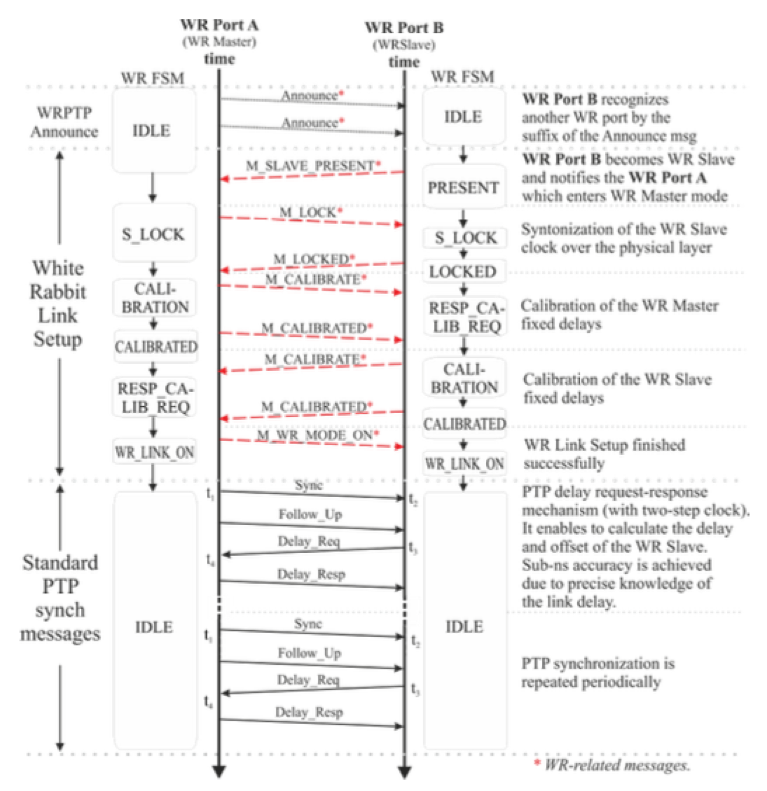 WR Port A
(WR Master)
time
WR Port B
(WRSlave)
time
WR FSM
WR FSM
WRPTP
Announce
IDLE
Announce*
Announce*
IDLE
WR Port B recognizes
another WR port by the
suffix of the Announce msg
White
Rabbit
Link
Setup
M_SLAVE_PRESENT*
PRESENT
WR Port B becomes WR Slave
and notifies the WR Port A
which enters WR Master mode
S_LOCK
M_LOCK*
S_LOCK
Syntonization of the WR Slave
clock over the physical layer
M_LOCKED*
LOCKED
CALI-
BRATION
M_CALIBRATE*
RESP_CA-
LIB_REQ
Calibration of the WR Master
fixed delays
CALIBRATED
M_CALIBRATED*
M_CALIBRATE*
CALI-
BRATION
Calibration of the WR Slave
fixed delays
RESP_CA-
LIB_REQ
M_CALIBRATED*
CALIBRATED
WR_LINK_ON
M_WR_MODE_ON*
WR_LINK_ON
WR Link Setup finished
successfully
Standard
PTP
synch
messages
IDLE
t1
Sync
t2
Follow_Up
Delay_Req
t3
t4
Delay_Resp
IDLE
PTP delay request-response
mechanism (with two-step clock).
It enables to calculate the delay
and offset of the WR Slave.
Sub-ns accuracy is achieved
due to precise knowledge of
the link delay.
t1
Sync
t2
Follow_Up
Delay_Req
t3
t4
Delay_Resp
PTP synchronization is
repeated periodically
* WR-related messages.